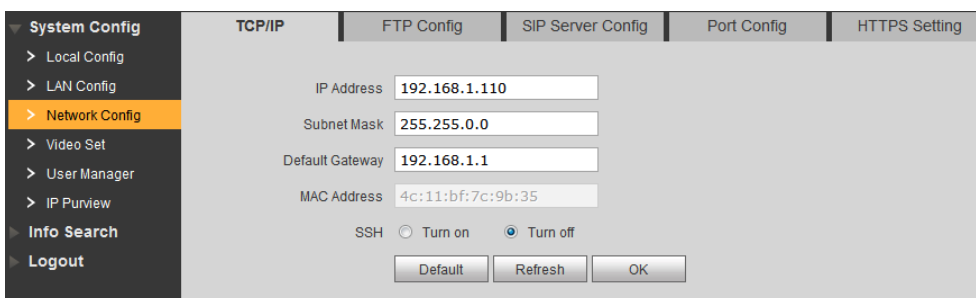 System Config
Local Config
LAN Config
Network Config
Video Set
User Manager
IP Purview
Info Search
Logout
TCP/IP FTP Config SIP Server Config Port Config HTTPS Setting
IP Address 192.168.1.110
Subnet Mask 255.255.0.0
Default Gateway 192.168.1.1
MAC Address 4c:11:bf:7c:9b:35
SSH Turn on Turn off
Default Refresh OK